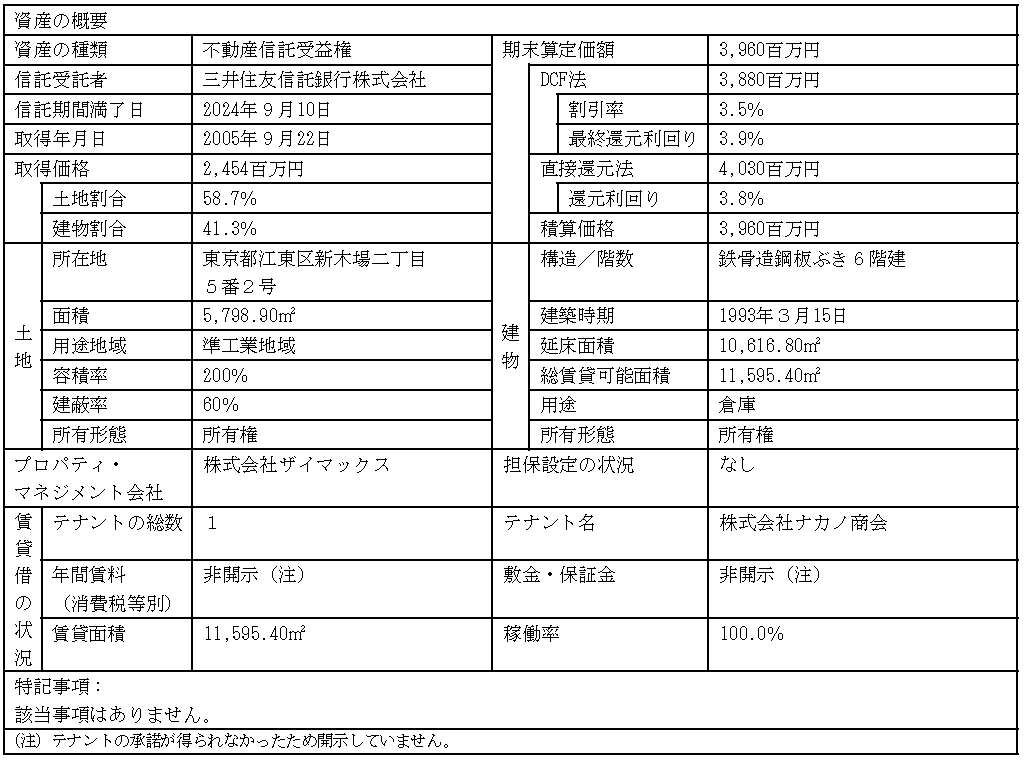 資産の概要
資産の種類 不動産信託受益権 期末算定価額 3,960百万円
信託受託者 三井住友信託銀行株式会社 DCF法 3,880百万円
信託期間満了日 2024年９月10日 割引率 3.5%
取得年月日 2005年９月22日 最終還元利回り 3.9%
取得価格 2,454百万円 直接還元法 4,030百万円
土地割合 58.7% 還元利回り 3.8%
建物割合 41.3% 積算価格 3,960百万円
土地 所在地 東京都江東区新木場二丁目 建物 構造／階数 鉄骨造鋼板ぶき６階建
５番２号
面積 5,798.90㎡ 建築時期 1993年３月15日
用途地域 準工業地域 延床面積 10,616.80㎡
容積率 200% 総賃貸可能面積 11,595.40㎡
建蔽率 60% 用途 倉庫
所有形態 所有権 所有形態 所有権
プロパティ・ 株式会社ザイマックス 担保設定の状況 なし
マネジメント会社
賃貸借の状況 テナントの総数 １ テナント名 株式会社ナカノ商会
年間賃料 非開示（注） 敷金・保証金 非開示（注）
（消費税等別）
賃貸面積 11,595.40㎡ 稼働率 100.0%
特記事項：
該当事項はありません。
(注) テナントの承諾が得られなかったため開示していません。